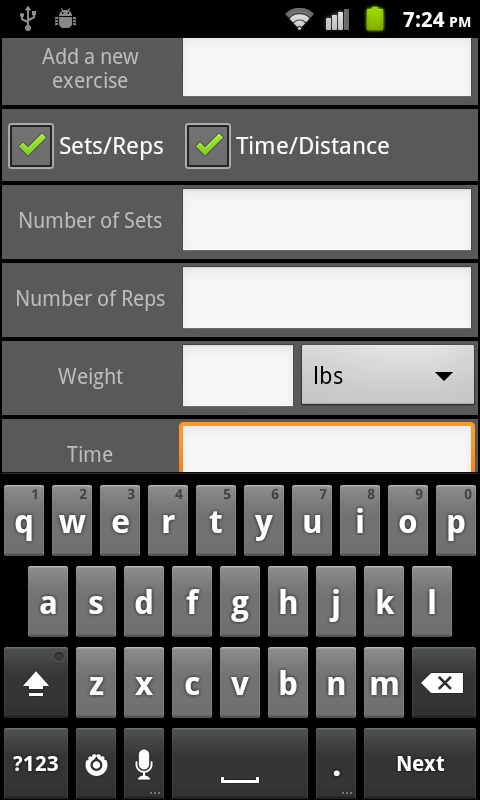 7:24 PM
Add a new
exercise
Sets/Reps Time/Distance
Number of Sets
Number of Reps
Weight lbs
Time
1 2 3 4 5 6 7 8 9 0
q w e r t y u i o p
a s d f g h j k l
z x c v b n m
?123 . Next